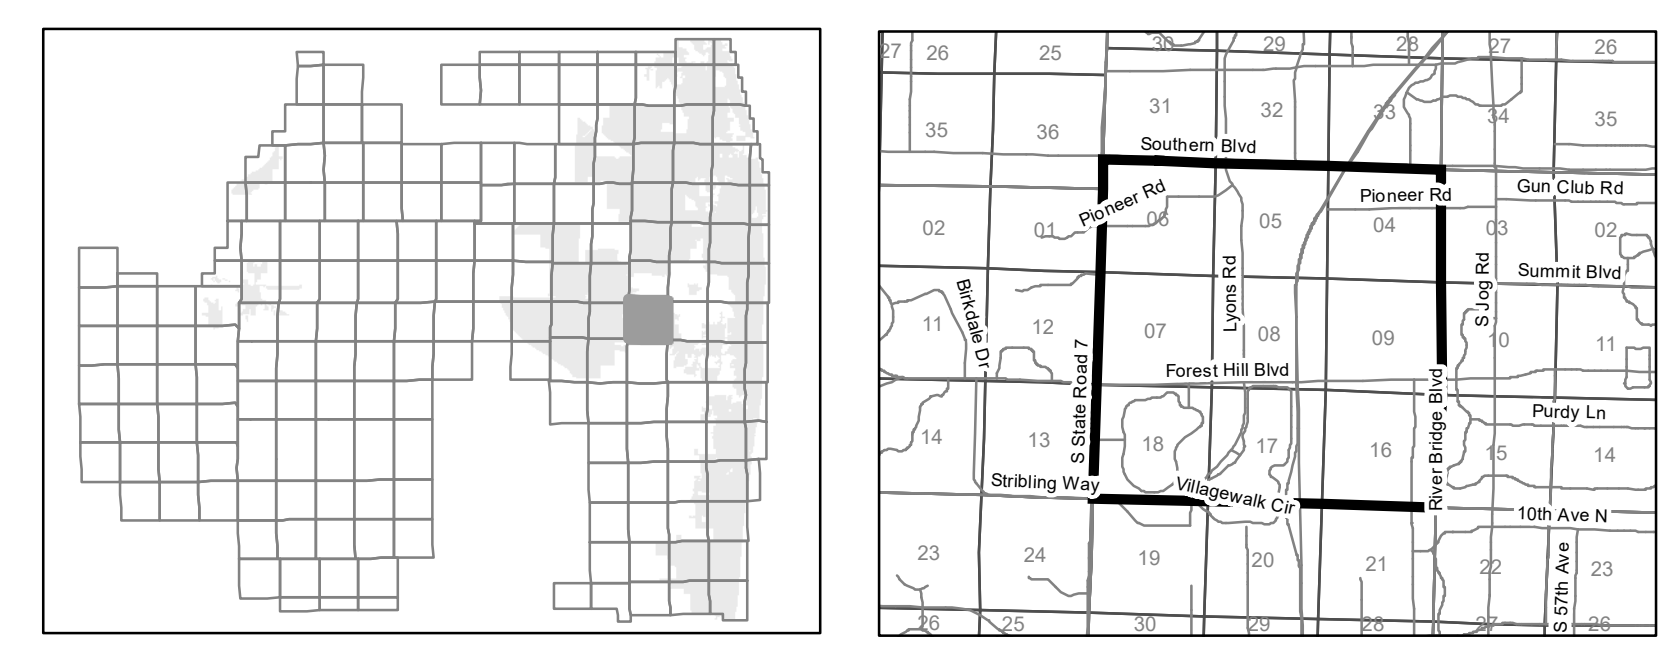 27 26 25 30 29 28 27 26
35 36 31 32 33 34 35
Southern Blvd
Gun Club Rd
Pioneer Rd
Pioneer Rd
02 01 06 05 04 03 02
Summit Blvd
Birkdale Dr
Lyons Rd
S Jog Rd
11 12 07 08 09 10 11
S State Road 7
Forest Hill Blvd
River Bridge Blvd
Purdy Ln
14 13 18 17 16 15 14
Stribling Way
Villagewalk Cir
10th Ave N
23 24 19 20 21 22 23
S 57th Ave
26 25 30 29 28 27 26